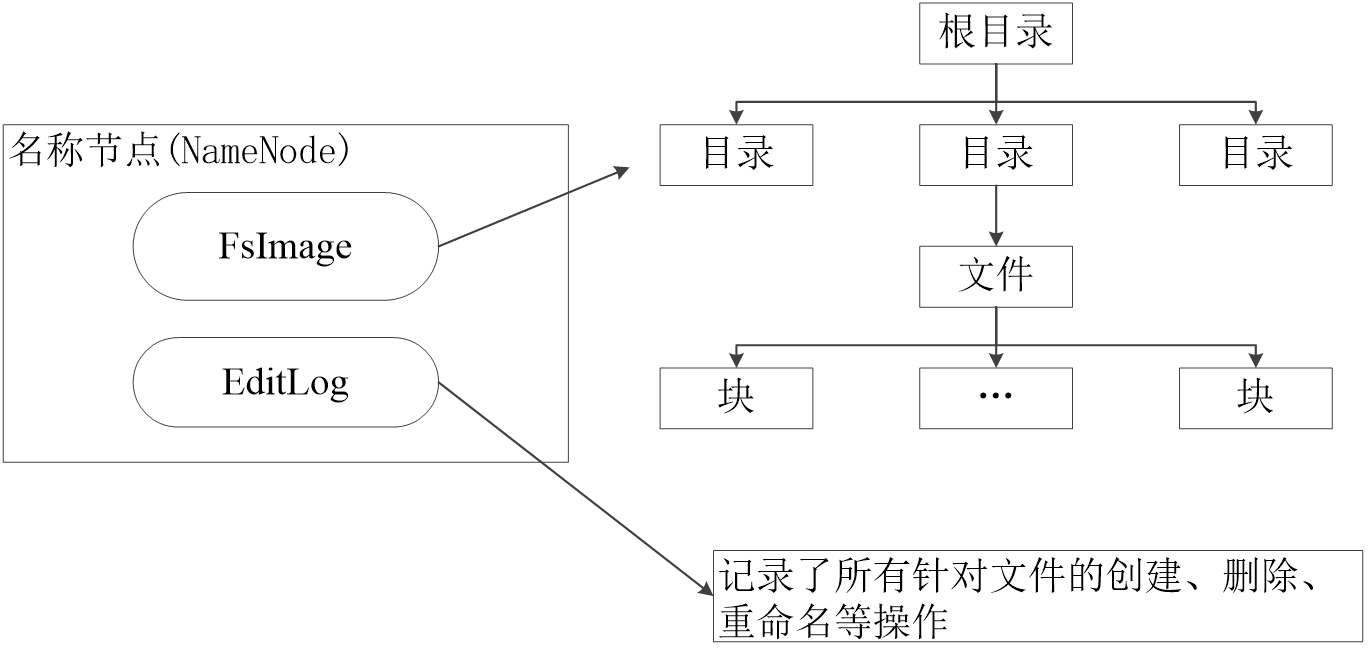 根目录
目录
目录
目录
名称节点(NameNode)
FsImage
文件
EditLog
块
…
块
记录了所有针对文件的创建、删除、
重命名等操作